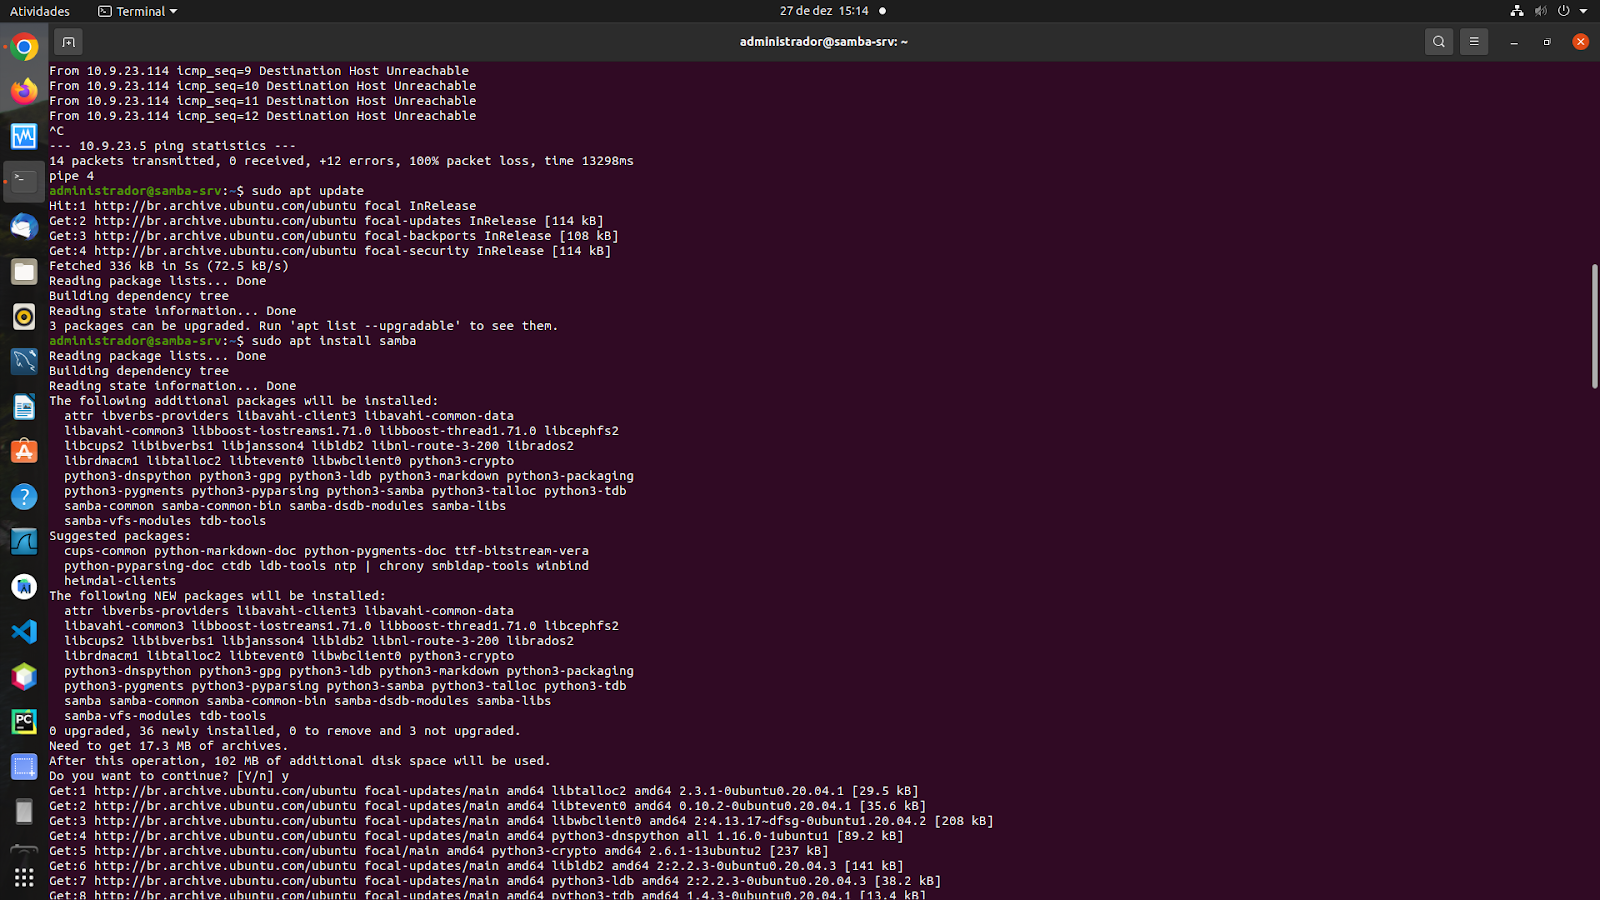 Atividades
Terminal
27 de dez 15:14
administrador@samba-srv: ~
From 10.9.23.114 icmp_seq=9 Destination Host Unreachable
From 10.9.23.114 icmp_seq=10 Destination Host Unreachable
From 10.9.23.114 icmp_seq=11 Destination Host Unreachable
From 10.9.23.114 icmp_seq=12 Destination Host Unreachable
^C
--- 10.9.23.5 ping statistics ---
14 packets transmitted, 0 received, +12 errors, 100% packet loss, time 13298ms
pipe 4
administrador@samba-srv:~$ sudo apt update
Hit:1 http://br.archive.ubuntu.com/ubuntu focal InRelease
Get:2 http://br.archive.ubuntu.com/ubuntu focal-updates InRelease [114 kB]
Get:3 http://br.archive.ubuntu.com/ubuntu focal-backports InRelease [108 kB]
Get:4 http://br.archive.ubuntu.com/ubuntu focal-security InRelease [114 kB]
Fetched 336 kB in 5s (72.5 kB/s)
Reading package lists... Done
Building dependency tree
Reading state information... Done
3 packages can be upgraded. Run 'apt list --upgradable' to see them.
administrador@samba-srv:~$ sudo apt install samba
Reading package lists... Done
Building dependency tree
Reading state information... Done
The following additional packages will be installed:
attr ibverbs-providers libavahi-client3 libavahi-common-data
libavahi-common3 libboost-iostreams1.71.0 libboost-thread1.71.0 libcephfs2
libcups2 libibverbs1 libjansson4 libldb2 libnl-route-3-200 librados2
librdmacm1 libtalloc2 libtevent0 libwbclient0 python3-crypto
python3-dnspython python3-gpg python3-ldb python3-markdown python3-packaging
python3-pygments python3-pyparsing python3-samba python3-talloc python3-tdb
samba-common samba-common-bin samba-dsdb-modules samba-libs
samba-vfs-modules tdb-tools
Suggested packages:
cups-common python-markdown-doc python-pygments-doc ttf-bitstream-vera
python-pyparsing-doc ctdb ldb-tools ntp | chrony smbldap-tools winbind
heimdal-clients
The following NEW packages will be installed:
attr ibverbs-providers libavahi-client3 libavahi-common-data
libavahi-common3 libboost-iostreams1.71.0 libboost-thread1.71.0 libcephfs2
libcups2 libibverbs1 libjansson4 libldb2 libnl-route-3-200 librados2
librdmacm1 libtalloc2 libtevent0 libwbclient0 python3-crypto
python3-dnspython python3-gpg python3-ldb python3-markdown python3-packaging
python3-pygments python3-pyparsing python3-samba python3-talloc python3-tdb
samba samba-common samba-common-bin samba-dsdb-modules samba-libs
samba-vfs-modules tdb-tools
0 upgraded, 36 newly installed, 0 to remove and 3 not upgraded.
Need to get 17.3 MB of archives.
After this operation, 102 MB of additional disk space will be used.
Do you want to continue? [Y/n] y
Get:1 http://br.archive.ubuntu.com/ubuntu focal-updates/main amd64 libtalloc2 amd64 2.3.1-0ubuntu0.20.04.1 [29.5 kB]
Get:2 http://br.archive.ubuntu.com/ubuntu focal-updates/main amd64 libtevent0 amd64 0.10.2-0ubuntu0.20.04.1 [35.6 kB]
Get:3 http://br.archive.ubuntu.com/ubuntu focal-updates/main amd64 libwbclient0 amd64 2:4.13.17~dfsg-0ubuntu1.20.04.2 [208 kB]
Get:4 http://br.archive.ubuntu.com/ubuntu focal-updates/main amd64 python3-dnspython all 1.16.0-1ubuntu1 [89.2 kB]
Get:5 http://br.archive.ubuntu.com/ubuntu focal/main amd64 python3-crypto amd64 2.6.1-13ubuntu2 [237 kB]
Get:6 http://br.archive.ubuntu.com/ubuntu focal-updates/main amd64 libldb2 amd64 2:2.2.3-0ubuntu0.20.04.3 [141 kB]
Get:7 http://br.archive.ubuntu.com/ubuntu focal-updates/main amd64 python3-ldb amd64 2:2.2.3-0ubuntu0.20.04.3 [38.2 kB]
Get:8 http://br.archive.ubuntu.com/ubuntu focal-updates/main amd64 python3-tdb amd64 1.4.3-0ubuntu0.20.04.1 [13.4 kB]
PC